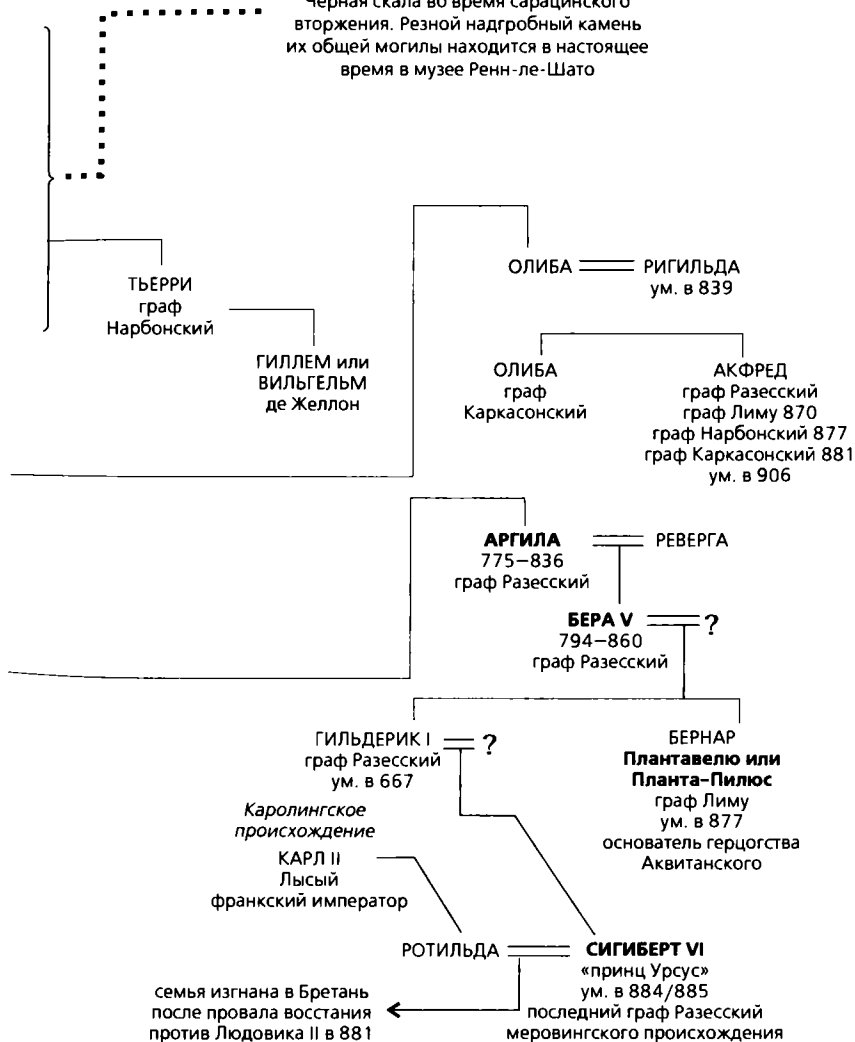 Черная скала во время сарацинского
вторжения. Резной надгробный камень
их общей могилы находится в настоящее
время в музее Ренн-ле-Шато
ТЬЕРРИ
граф
Нарбонский
ГИЛЛЕМ или
ВИЛЬГЕЛЬМ
де Желлон
ОЛИБА
РИГИЛЬДА
ум. в 839
ОЛИБА
граф
Каркасонский
АКФРЕД
граф Разесский
граф Лиму 870
граф Нарбонский 877
граф Каркасонский 881
ум. в 906
АРГИЛА
775–836
граф Разесский
РЕВЕРГА
БЕРА V
794–860
граф Разесский
?
ГИЛЬДЕРИК I
граф Разесский
ум. в 667
?
БЕРНАР
Плантавелю или
Планта-Пилюс
граф Лиму
ум. в 877
основатель герцогства
Аквитанского
Каролингское
происхождение
КАРЛ II
Лысый
франкский император
РОТИЛЬДА
СИГИБЕРТ VI
«принц Урсус»
ум. в 884/885
последний граф Разесский
меровингского происхождения
семья изгнана в Бретань
после провала восстания
против Людовика II в 881